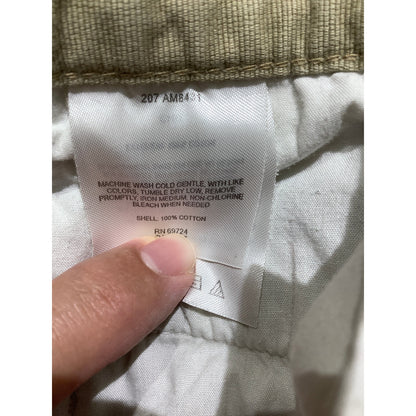 207 AM8431
MACHINE WASH COLD GENTLE, WITH LIKE
COLORS, TUMBLE DRY LOW, REMOVE
PROMPTLY, IRON MEDIUM. NON-CHLORINE
BLEACH WHEN NEEDED
SHELL: 100% COTTON
RN 69724